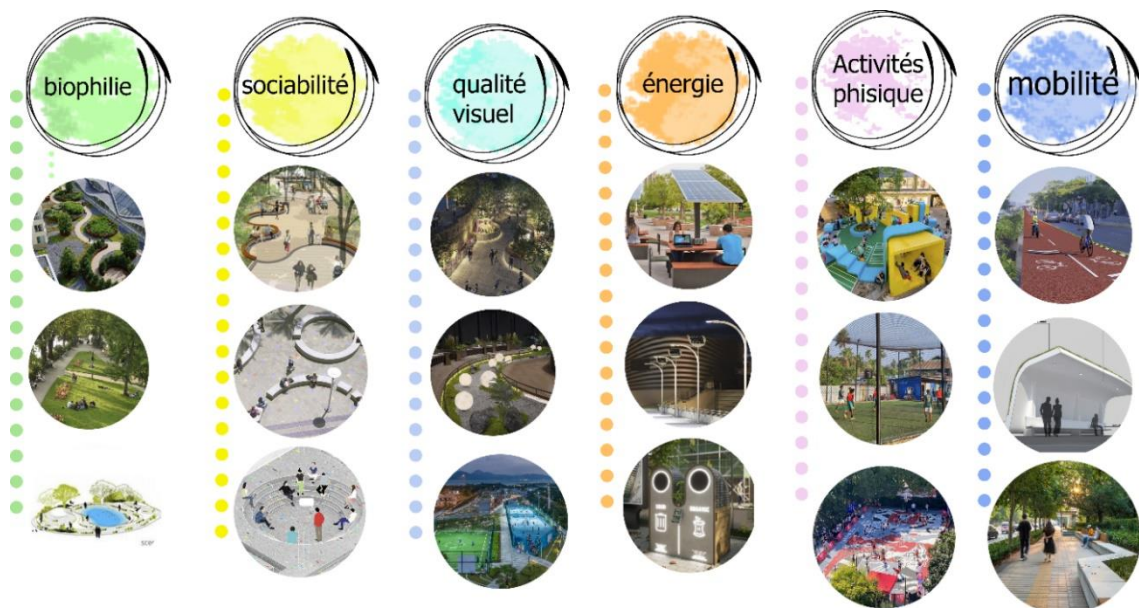 biophilie
sociabilité
qualité
visuel
énergie
Activités
phisique
mobilité